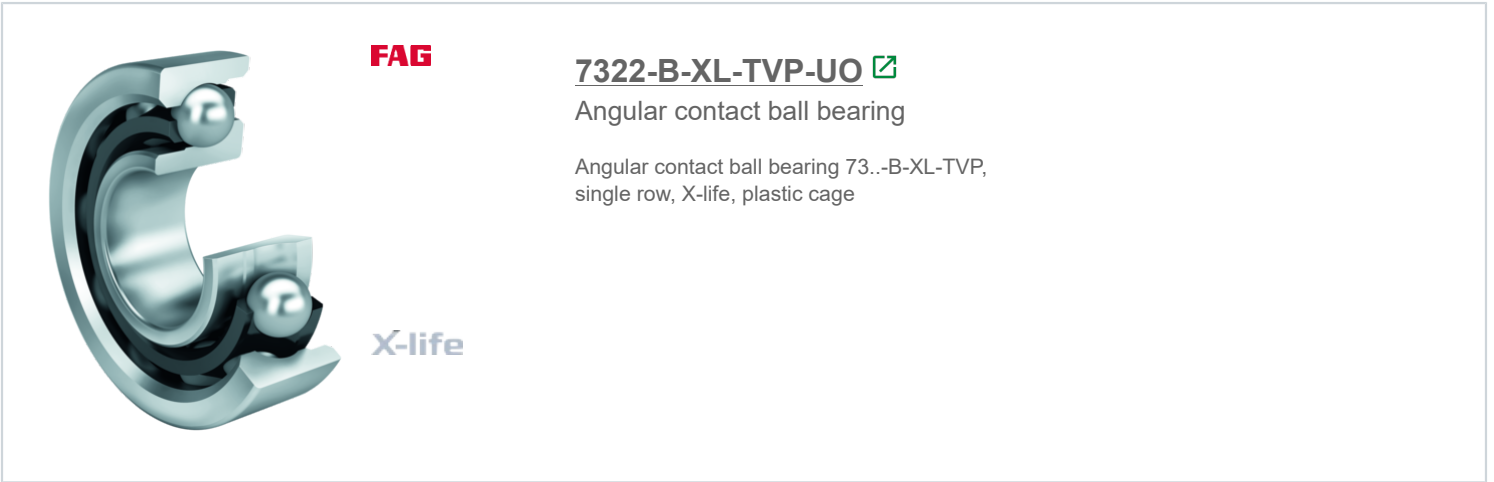 FAG
7322-B-XL-TVP-UO
Angular contact ball bearing
Angular contact ball bearing 73..-B-XL-TVP,
single row, X-life, plastic cage
X-life